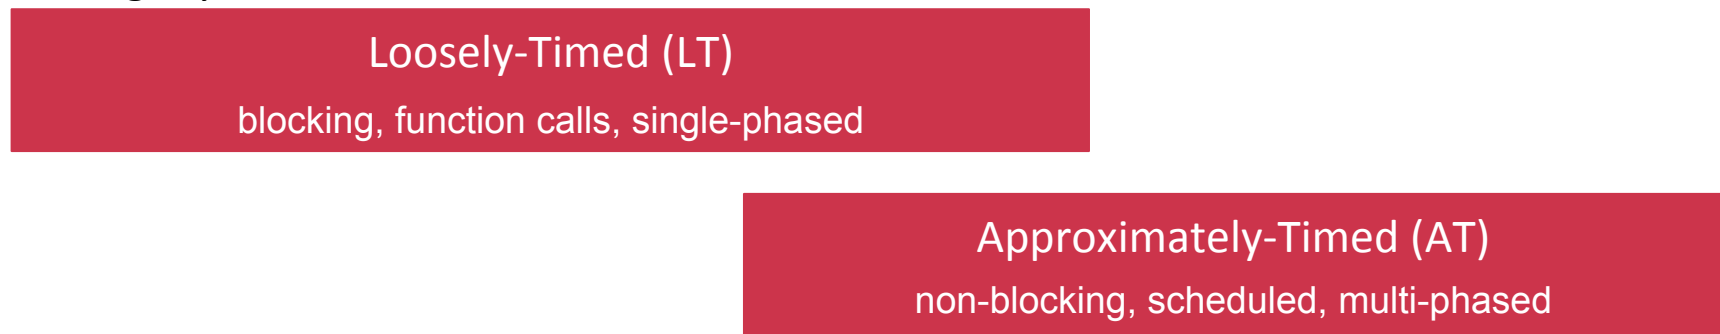 Loosely-Timed (LT)
blocking, function calls, single-phased
Approximately-Timed (AT)
non-blocking, scheduled, multi-phased